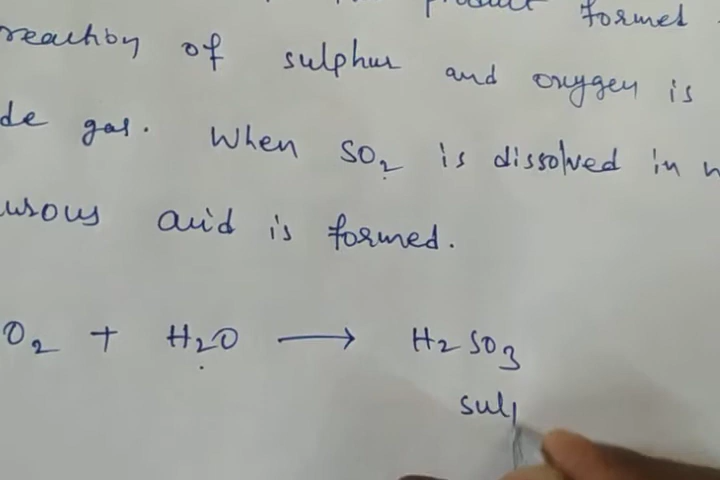 product formed
reaction of sulphur and oxygen is
de gas. When SO2 is dissolved in
urous acid is formed.
O2 + H2O ⟶ H2SO3
sul